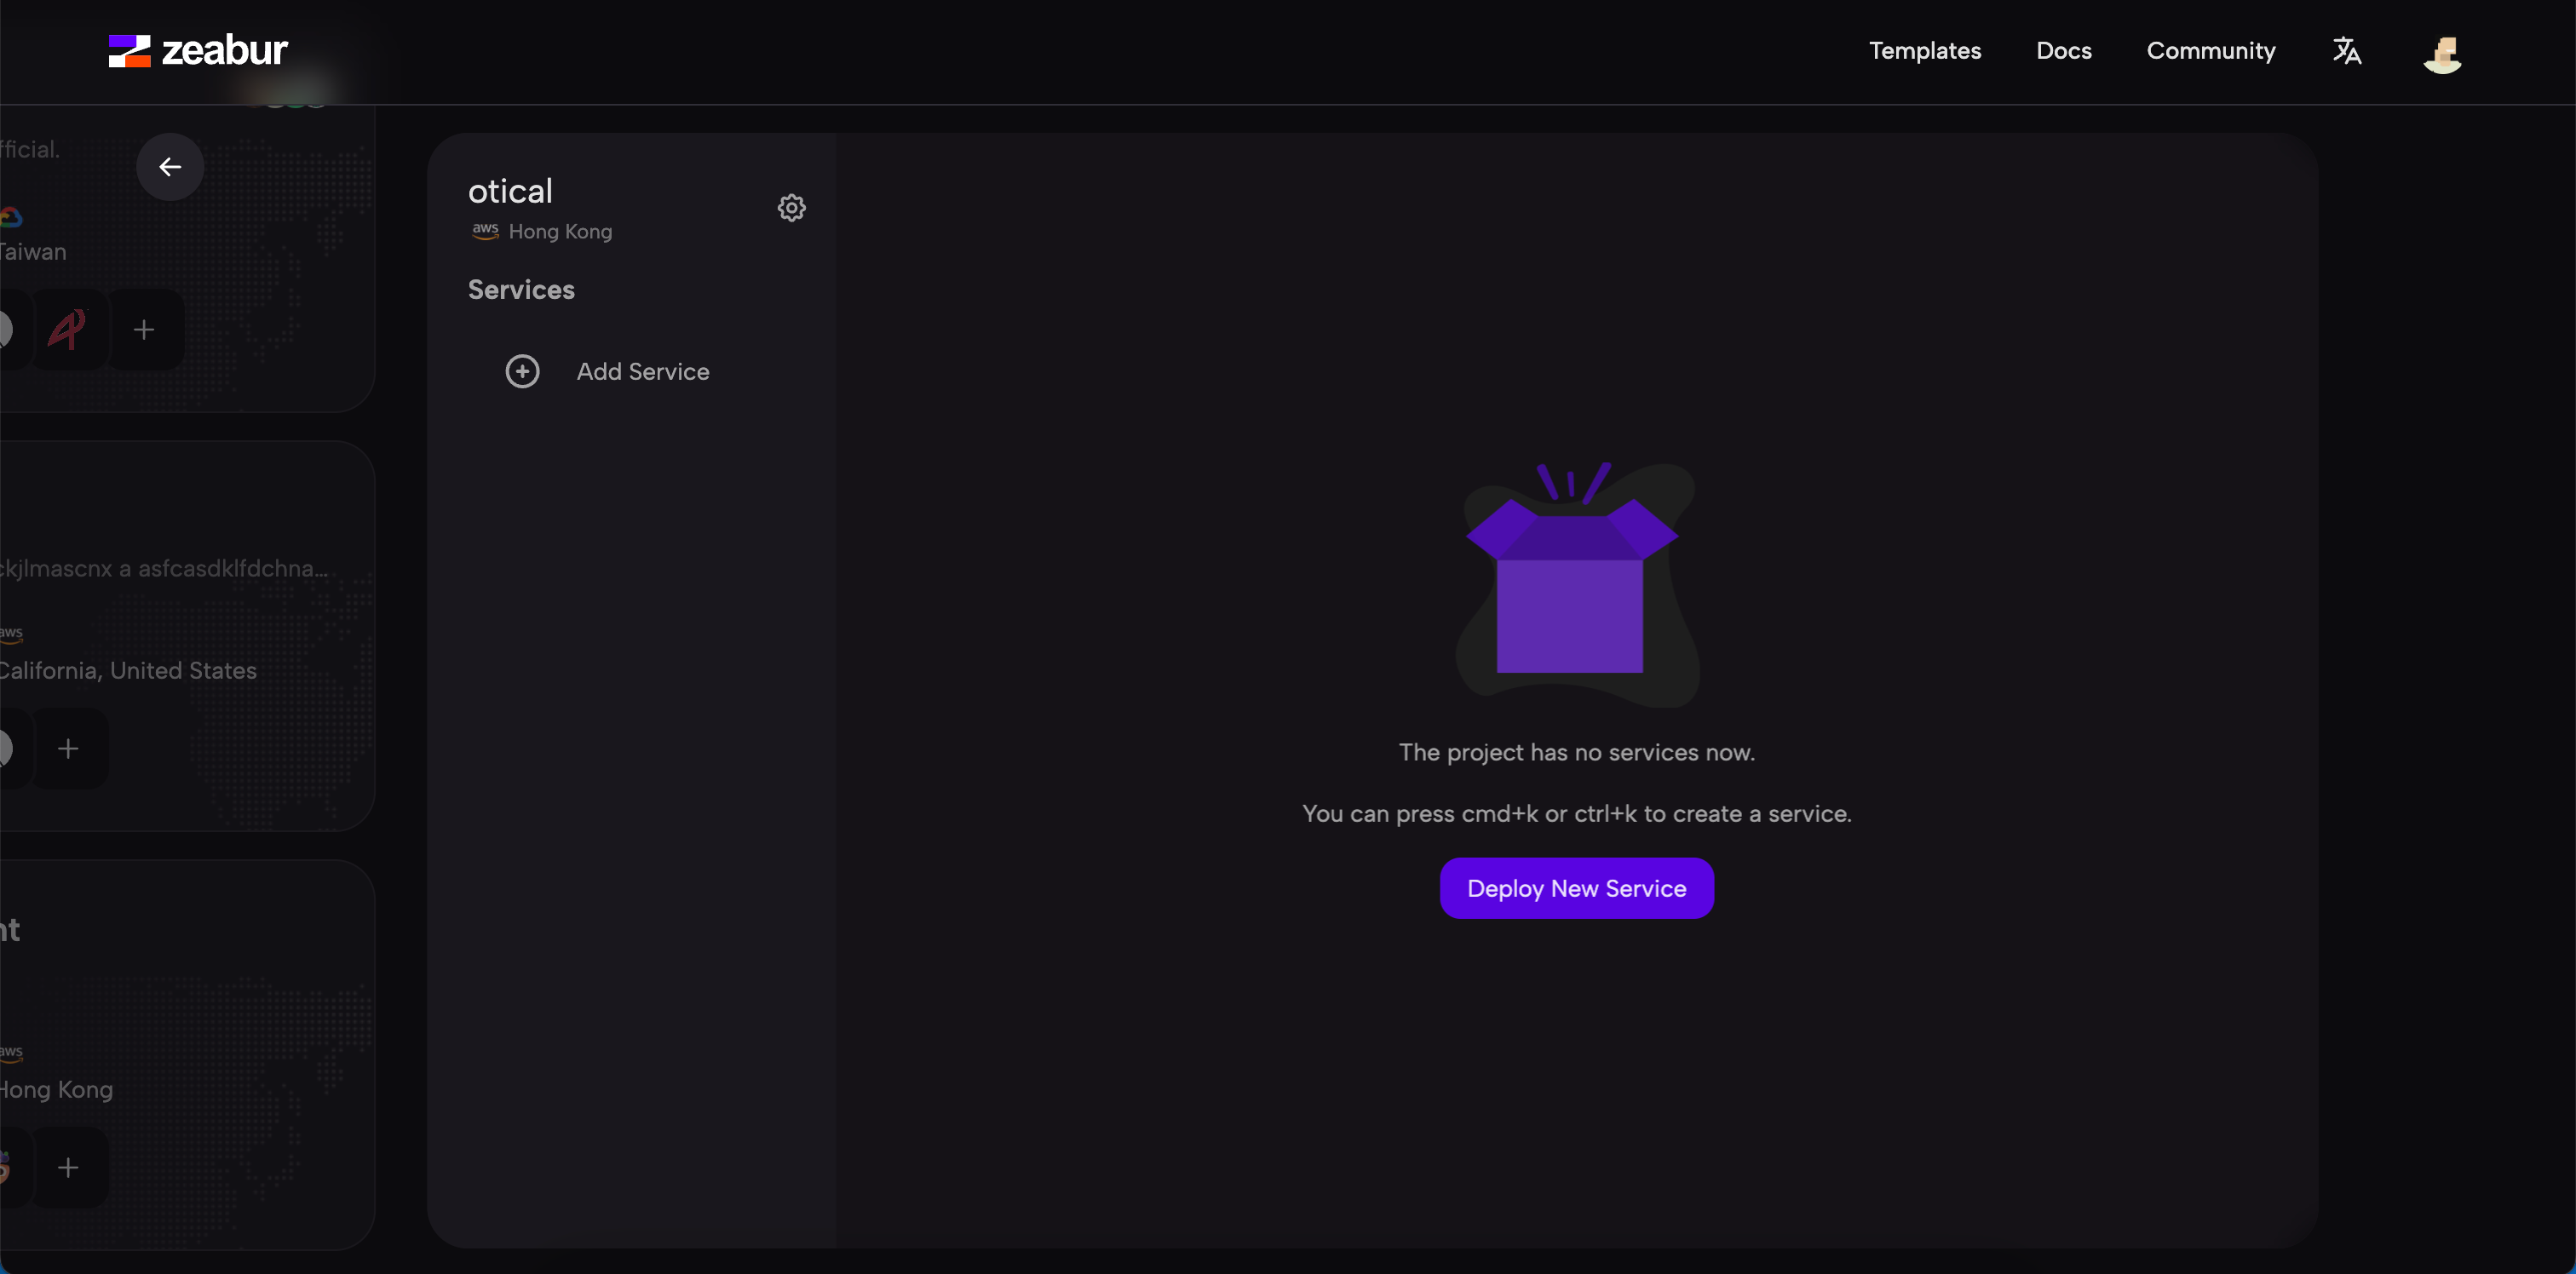 zeabur
Templates
Docs
Community
fficial.
Taiwan
ckjlmascnx a asfcasdklfdchna...
aws
California, United States
nt
aws
Hong Kong
otical
aws Hong Kong
Services
Add Service
The project has no services now.
You can press cmd+k or ctrl+k to create a service.
Deploy New Service